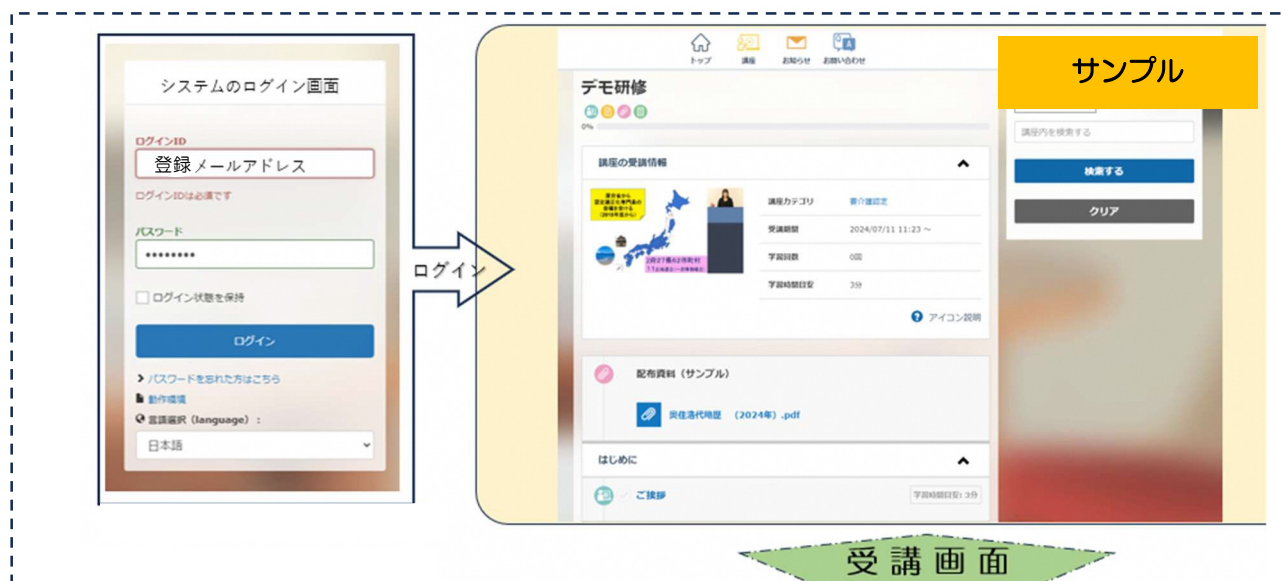 システムのログイン画面
ログインID
登録メールアドレス
ログインIDは必須です
パスワード
••••••••
ログイン状態を保持
ログイン
パスワードを忘れた方はこちら
動作環境
言語選択（language）：
日本語
ログイン
トップ
講座
お知らせ
お問い合わせ
サンプル
デモ研修
0%
講座内を検索する
検索する
クリア
講座の受講情報
講座カテゴリ
要介護認定
受講期間
2024/07/11 11:23 ～
学習回数
0回
学習時間目安
3分
アイコン説明
配布資料（サンプル）
（2024年）.pdf
はじめに
ご挨拶
学習時間目安: 3分
受講画面